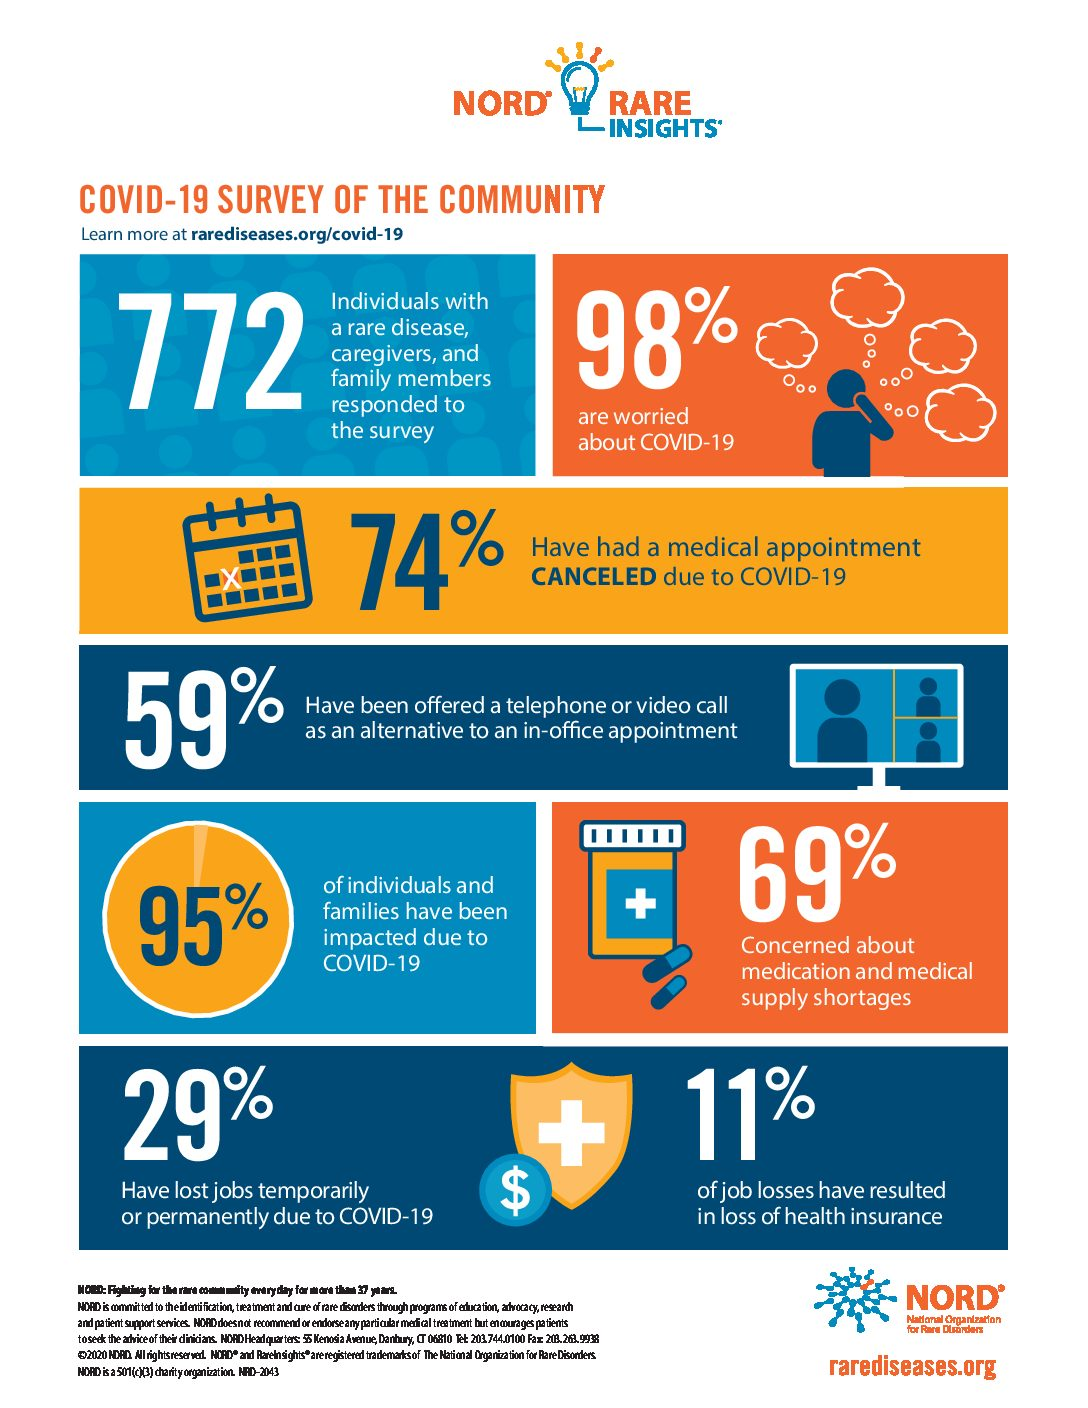 NORD® RARE
INSIGHTS®
COVID-19 SURVEY OF THE COMMUNITY
Learn more at rarediseases.org/covid-19
772
Individuals with
a rare disease,
caregivers, and
family members
responded to
the survey
98%
are worried
about COVID-19
X
74%
Have had a medical appointment
CANCELED due to COVID-19
59%
Have been offered a telephone or video call
as an alternative to an in-office appointment
95%
of individuals and
families have been
impacted due to
COVID-19
69%
Concerned about
medication and medical
supply shortages
29%
Have lost jobs temporarily
or permanently due to COVID-19
$
11%
of job losses have resulted
in loss of health insurance
NORD: Fighting for the rare community everyday for more than 37 years.
NORD is committed to the identification, treatment and cure of rare disorders through programs of education, advocacy, research
and patient support services. NORD does not recommend or endorse any particular medical treatment but encourages patients
to seek the advice of their clinicians. NORD Headquarters: 55 Kenosia Avenue, Danbury, CT 06810 Tel: 203.744.0100 Fax: 203.263.9938
©2020 NORD. All rights reserved. NORD® and RareInsights® are registered trademarks of The National Organization for Rare Disorders.
NORD is a 501(c)(3) charity organization. NRD-2043
NORD®
National Organization
for Rare Disorders
rarediseases.org